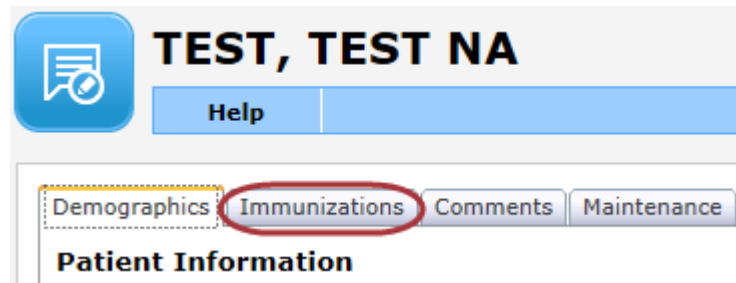 TEST, TEST NA
Help
Demographics Immunizations Comments Maintenance
Patient Information